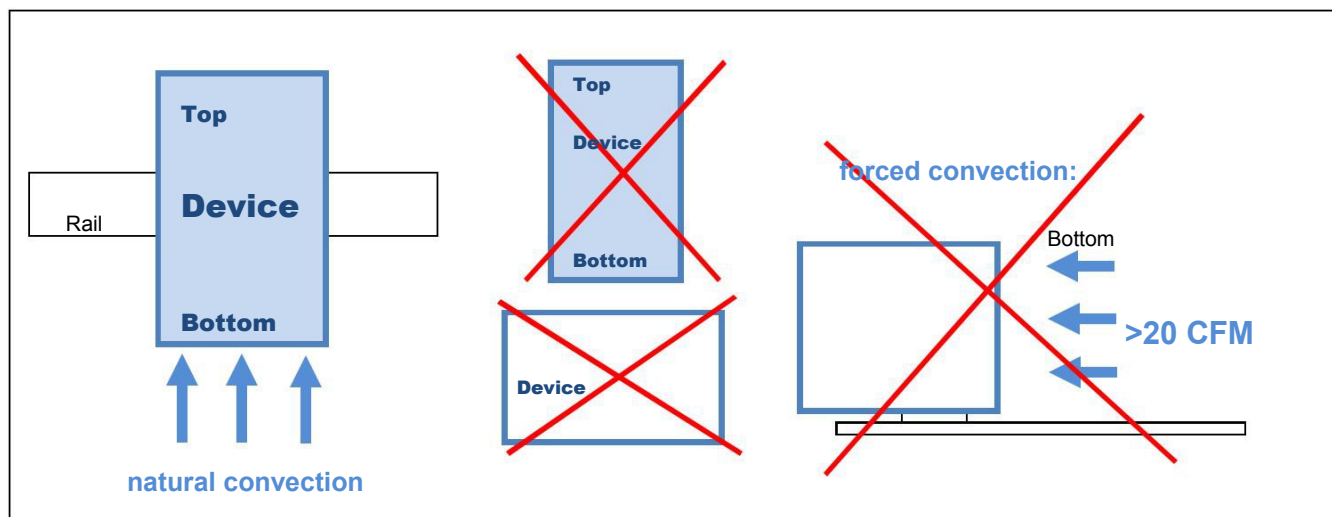 Top
Device
Rail
Bottom
natural convection
Top
Device
Bottom
Device
forced convection:
Bottom
>20 CFM